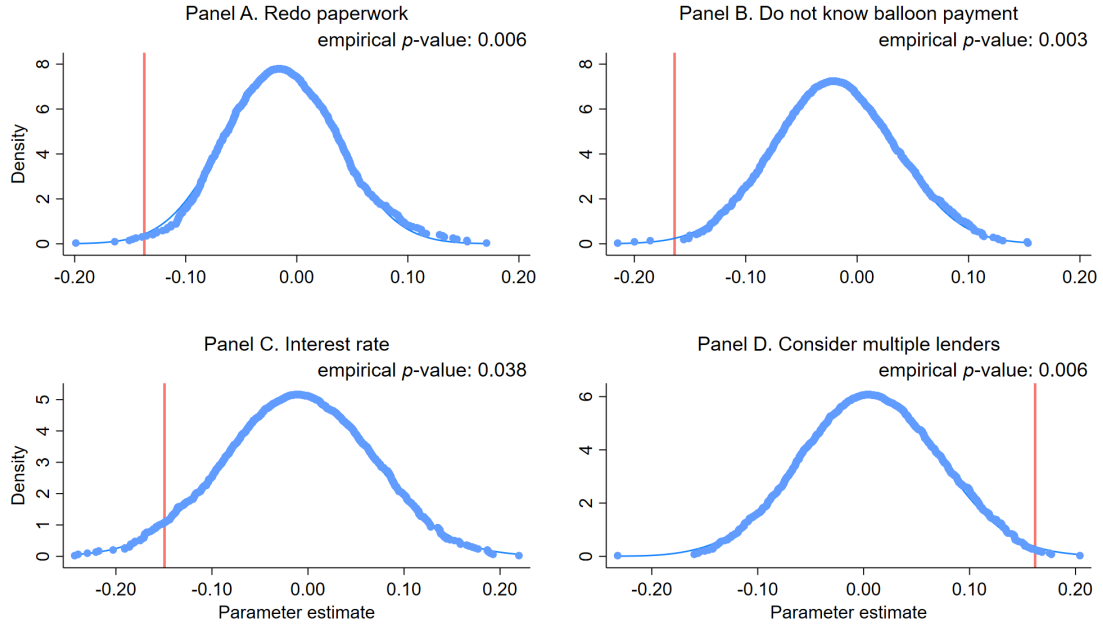 Panel A. Redo paperwork
empirical p-value: 0.006
Density
8
6
4
2
0
-0.20 -0.10 0.00 0.10 0.20
Panel B. Do not know balloon payment
empirical p-value: 0.003
8
6
4
2
0
-0.20 -0.10 0.00 0.10 0.20
Panel C. Interest rate
empirical p-value: 0.038
Density
5
4
3
2
1
0
-0.20 -0.10 0.00 0.10 0.20
Parameter estimate
Panel D. Consider multiple lenders
empirical p-value: 0.006
6
4
2
0
-0.20 -0.10 0.00 0.10 0.20
Parameter estimate